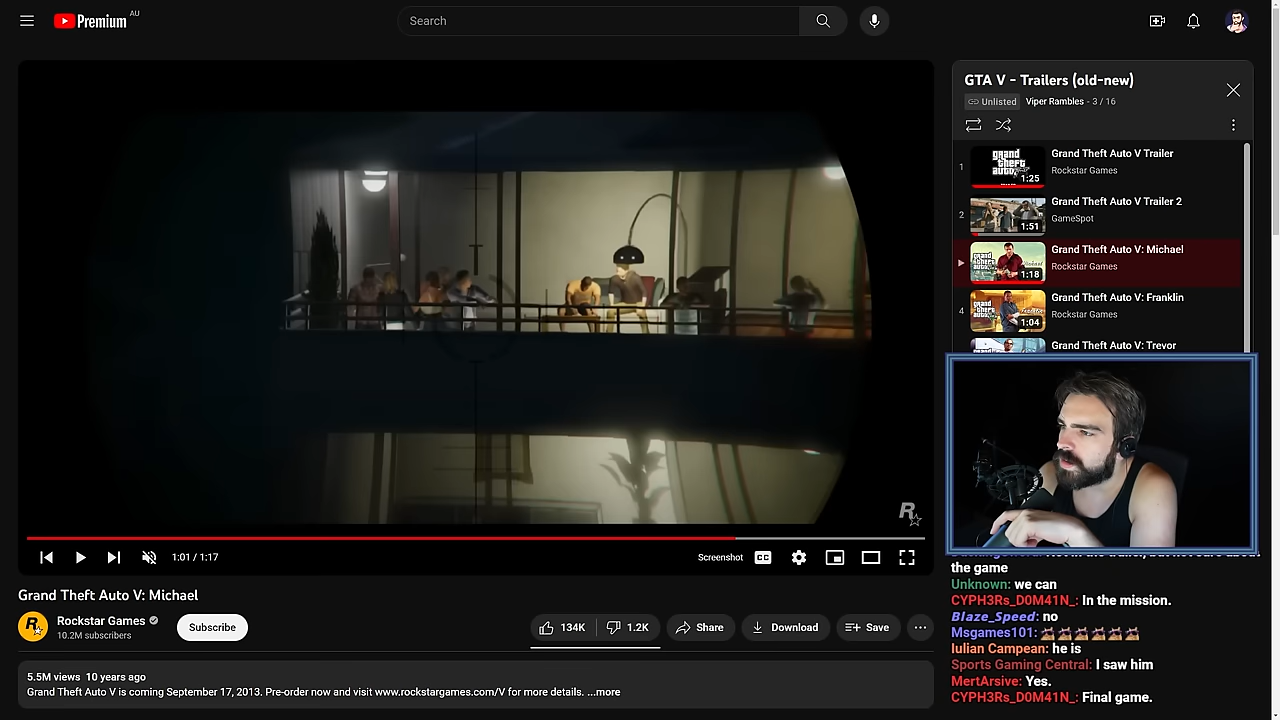 Premium AU
Search
GTA V - Trailers (old-new)
Unlisted Viper Rambles - 3 / 16
1
grand theft auto
1:25
Grand Theft Auto V Trailer
Rockstar Games
2
1:51
Grand Theft Auto V Trailer 2
GameSpot
1:18
Grand Theft Auto V: Michael
Rockstar Games
4
1:04
Grand Theft Auto V: Franklin
Rockstar Games
Grand Theft Auto V: Trevor
R
1:01 / 1:17
Screenshot
CC
Grand Theft Auto V: Michael
Rockstar Games
10.2M subscribers
Subscribe
134K
1.2K
Share
Download
Save
5.5M views 10 years ago
Grand Theft Auto V is coming September 17, 2013. Pre-order now and visit www.rockstargames.com/V for more details. ...more
the game
Unknown: we can
CYPH3Rs_D0M41N_: In the mission.
Blaze_Speed: no
Msgames101:
Iulian Campean: he is
Sports Gaming Central: I saw him
MertArsive: Yes.
CYPH3Rs_D0M41N_: Final game.